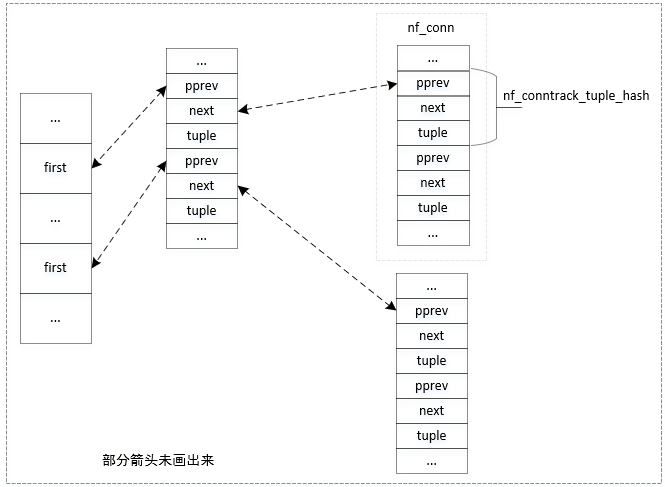 ...
first
...
first
...
...
pprev
next
tuple
pprev
next
tuple
...
nf_conn
...
pprev
next
tuple
pprev
next
tuple
...
nf_conntrack_tuple_hash
...
pprev
next
tuple
pprev
next
tuple
...
部分箭头未画出来